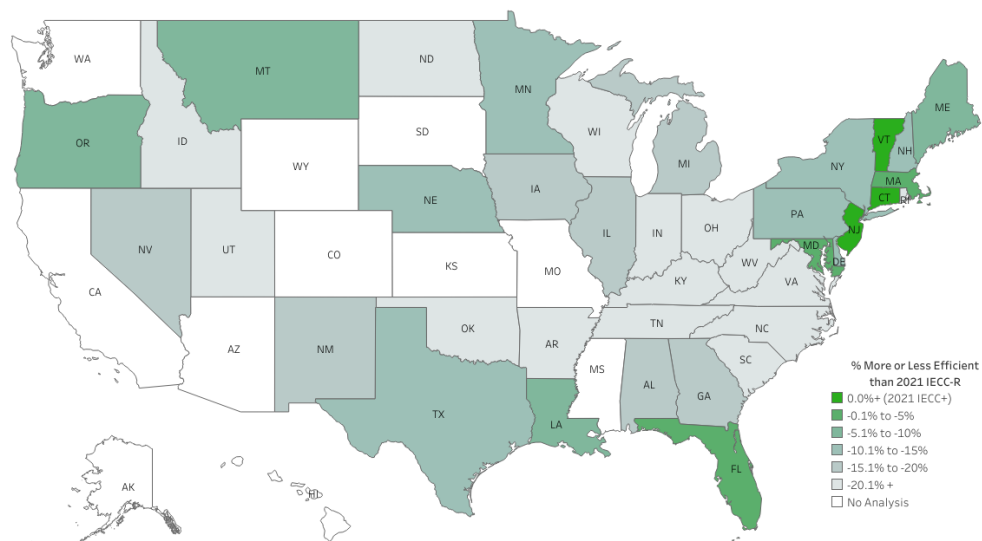 WA
MT
ND
MN
ME
OR
ID
SD
WI
VT
NH
WY
MI
NY
MA
NE
IA
CT
RI
PA
NV
UT
CO
IL
IN
OH
NJ
MD
DE
KS
MO
WV
VA
CA
KY
AZ
NM
OK
AR
TN
NC
SC
MS
AL
GA
TX
LA
FL
AK
HI
% More or Less Efficient
than 2021 IECC-R
0.0%+ (2021 IECC+)
-0.1% to -5%
-5.1% to -10%
-10.1% to -15%
-15.1% to -20%
-20.1% +
No Analysis